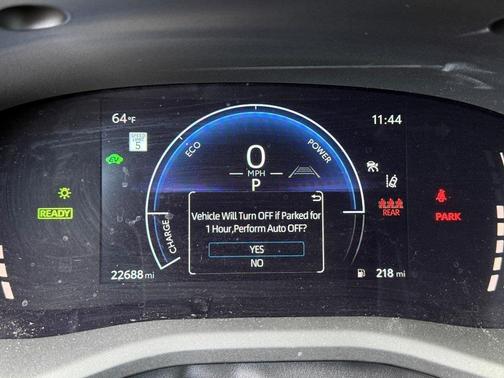 64°F
11:44
SPEED LIMIT 5
ECO
POWER
0
MPH
P
EV
READY
Vehicle Will Turn OFF if Parked for
1 Hour,Perform Auto OFF?
YES
NO
CHARGE
REAR
PARK
22688 mi
218 mi